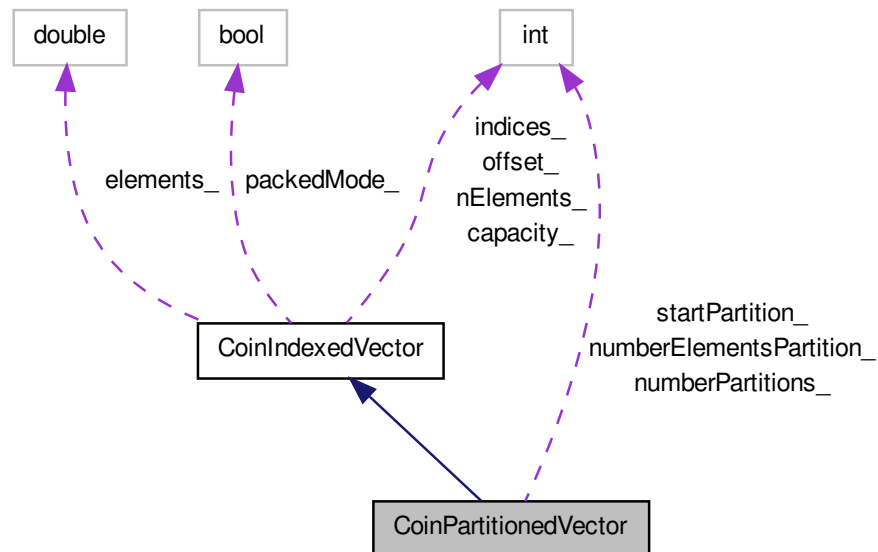 double
bool
int
elements_
packedMode_
indices_
offset_
nElements_
capacity_
startPartition_
numberElementsPartition_
numberPartitions_
CoinIndexedVector
CoinPartitionedVector